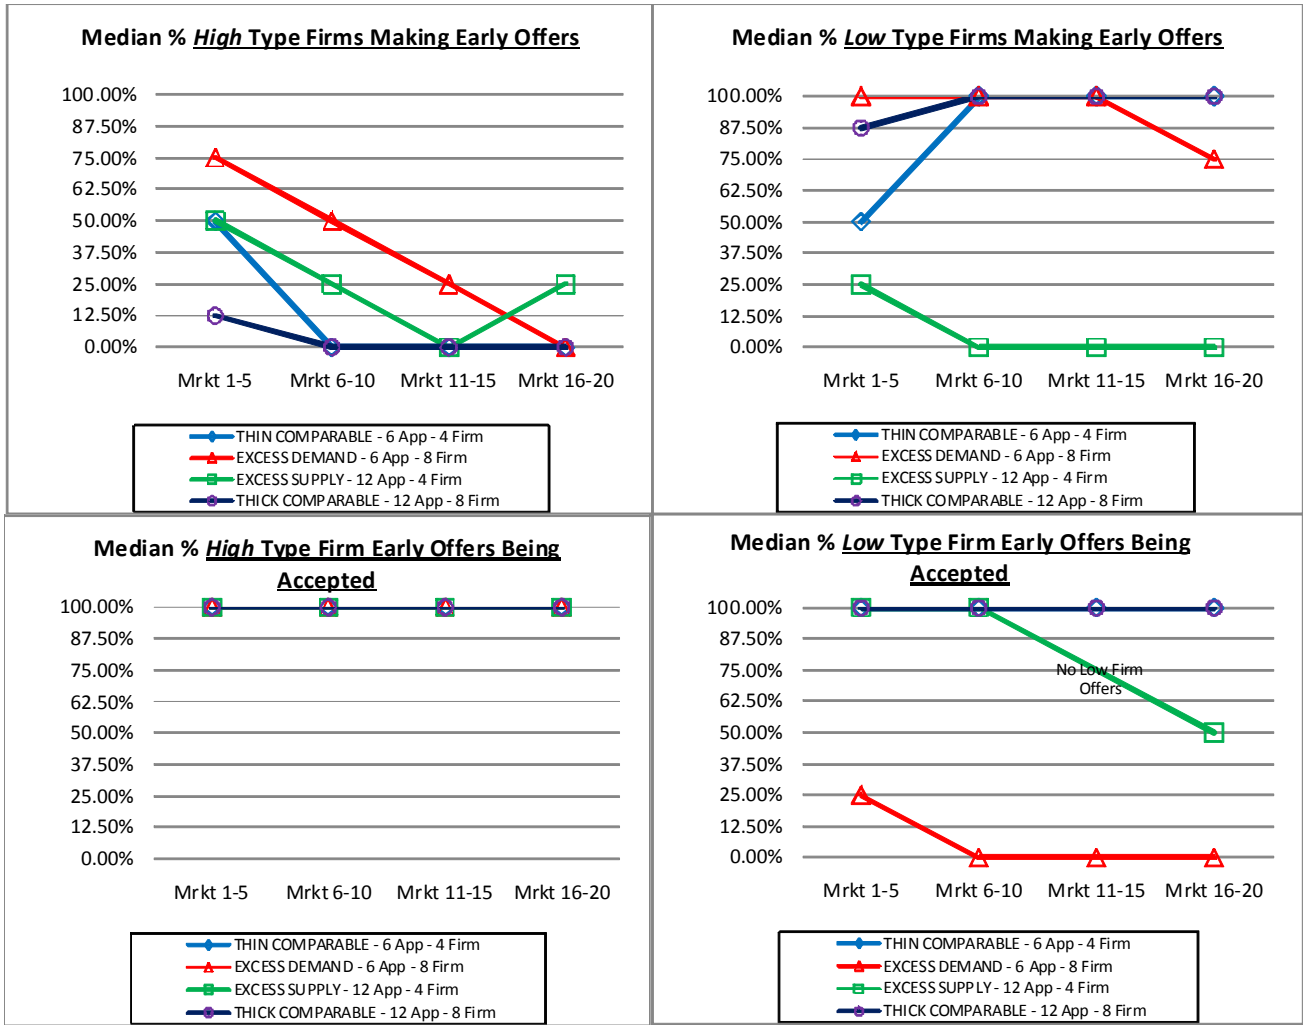 Median % High Type Firms Making Early Offers
100.00%
87.50%
75.00%
62.50%
50.00%
37.50%
25.00%
12.50%
0.00%
Mrkt 1-5 Mrkt 6-10 Mrkt 11-15 Mrkt 16-20
THIN COMPARABLE - 6 App - 4 Firm
EXCESS DEMAND - 6 App - 8 Firm
EXCESS SUPPLY - 12 App - 4 Firm
THICK COMPARABLE - 12 App - 8 Firm
Median % Low Type Firms Making Early Offers
100.00%
87.50%
75.00%
62.50%
50.00%
37.50%
25.00%
12.50%
0.00%
Mrkt 1-5 Mrkt 6-10 Mrkt 11-15 Mrkt 16-20
THIN COMPARABLE - 6 App - 4 Firm
EXCESS DEMAND - 6 App - 8 Firm
EXCESS SUPPLY - 12 App - 4 Firm
THICK COMPARABLE - 12 App - 8 Firm
Median % High Type Firm Early Offers Being
Accepted
100.00%
87.50%
75.00%
62.50%
50.00%
37.50%
25.00%
12.50%
0.00%
Mrkt 1-5 Mrkt 6-10 Mrkt 11-15 Mrkt 16-20
THIN COMPARABLE - 6 App - 4 Firm
EXCESS DEMAND - 6 App - 8 Firm
EXCESS SUPPLY - 12 App - 4 Firm
THICK COMPARABLE - 12 App - 8 Firm
Median % Low Type Firm Early Offers Being
Accepted
100.00%
87.50%
75.00%
62.50%
50.00%
37.50%
25.00%
12.50%
0.00%
No Low Firm
Offers
Mrkt 1-5 Mrkt 6-10 Mrkt 11-15 Mrkt 16-20
THIN COMPARABLE - 6 App - 4 Firm
EXCESS DEMAND - 6 App - 8 Firm
EXCESS SUPPLY - 12 App - 4 Firm
THICK COMPARABLE - 12 App - 8 Firm